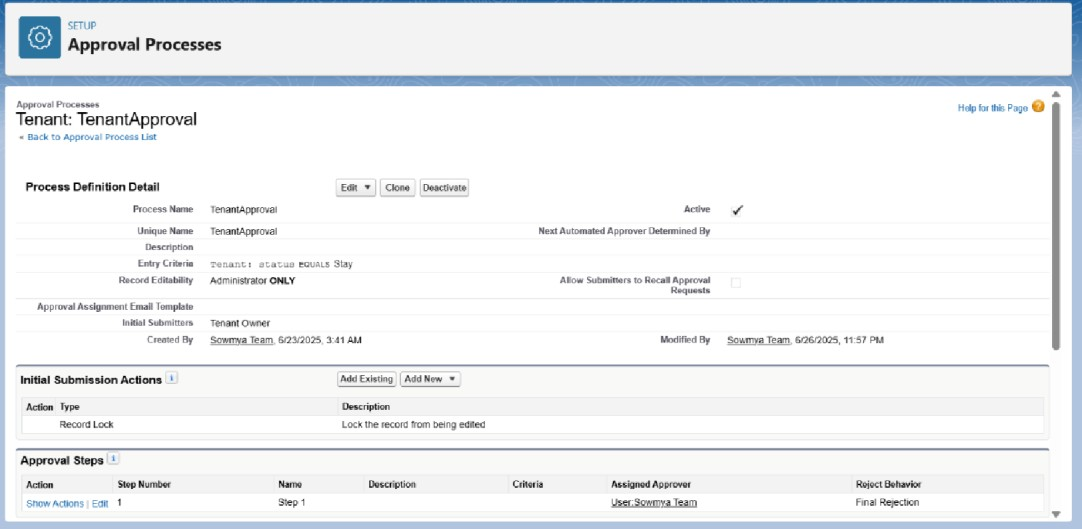 SETUP
Approval Processes
Approval Processes
Tenant: TenantApproval
« Back to Approval Process List
Help for this Page
Process Definition Detail
Edit Clone Deactivate
Process Name TenantApproval Active
Unique Name TenantApproval Next Automated Approver Determined By
Description
Entry Criteria Tenant: status EQUALS Stay
Record Editability Administrator ONLY Allow Submitters to Recall Approval
Requests
Approval Assignment Email Template
Initial Submitters Tenant Owner
Created By Sowmya Team, 6/23/2025, 3:41 AM Modified By Sowmya Team, 6/26/2025, 11:57 PM
Initial Submission Actions i Add Existing Add New
Action Type Description
Record Lock Lock the record from being edited
Approval Steps i
Action Step Number Name Description Criteria Assigned Approver Reject Behavior
Show Actions | Edit 1 Step 1 User:Sowmya Team Final Rejection